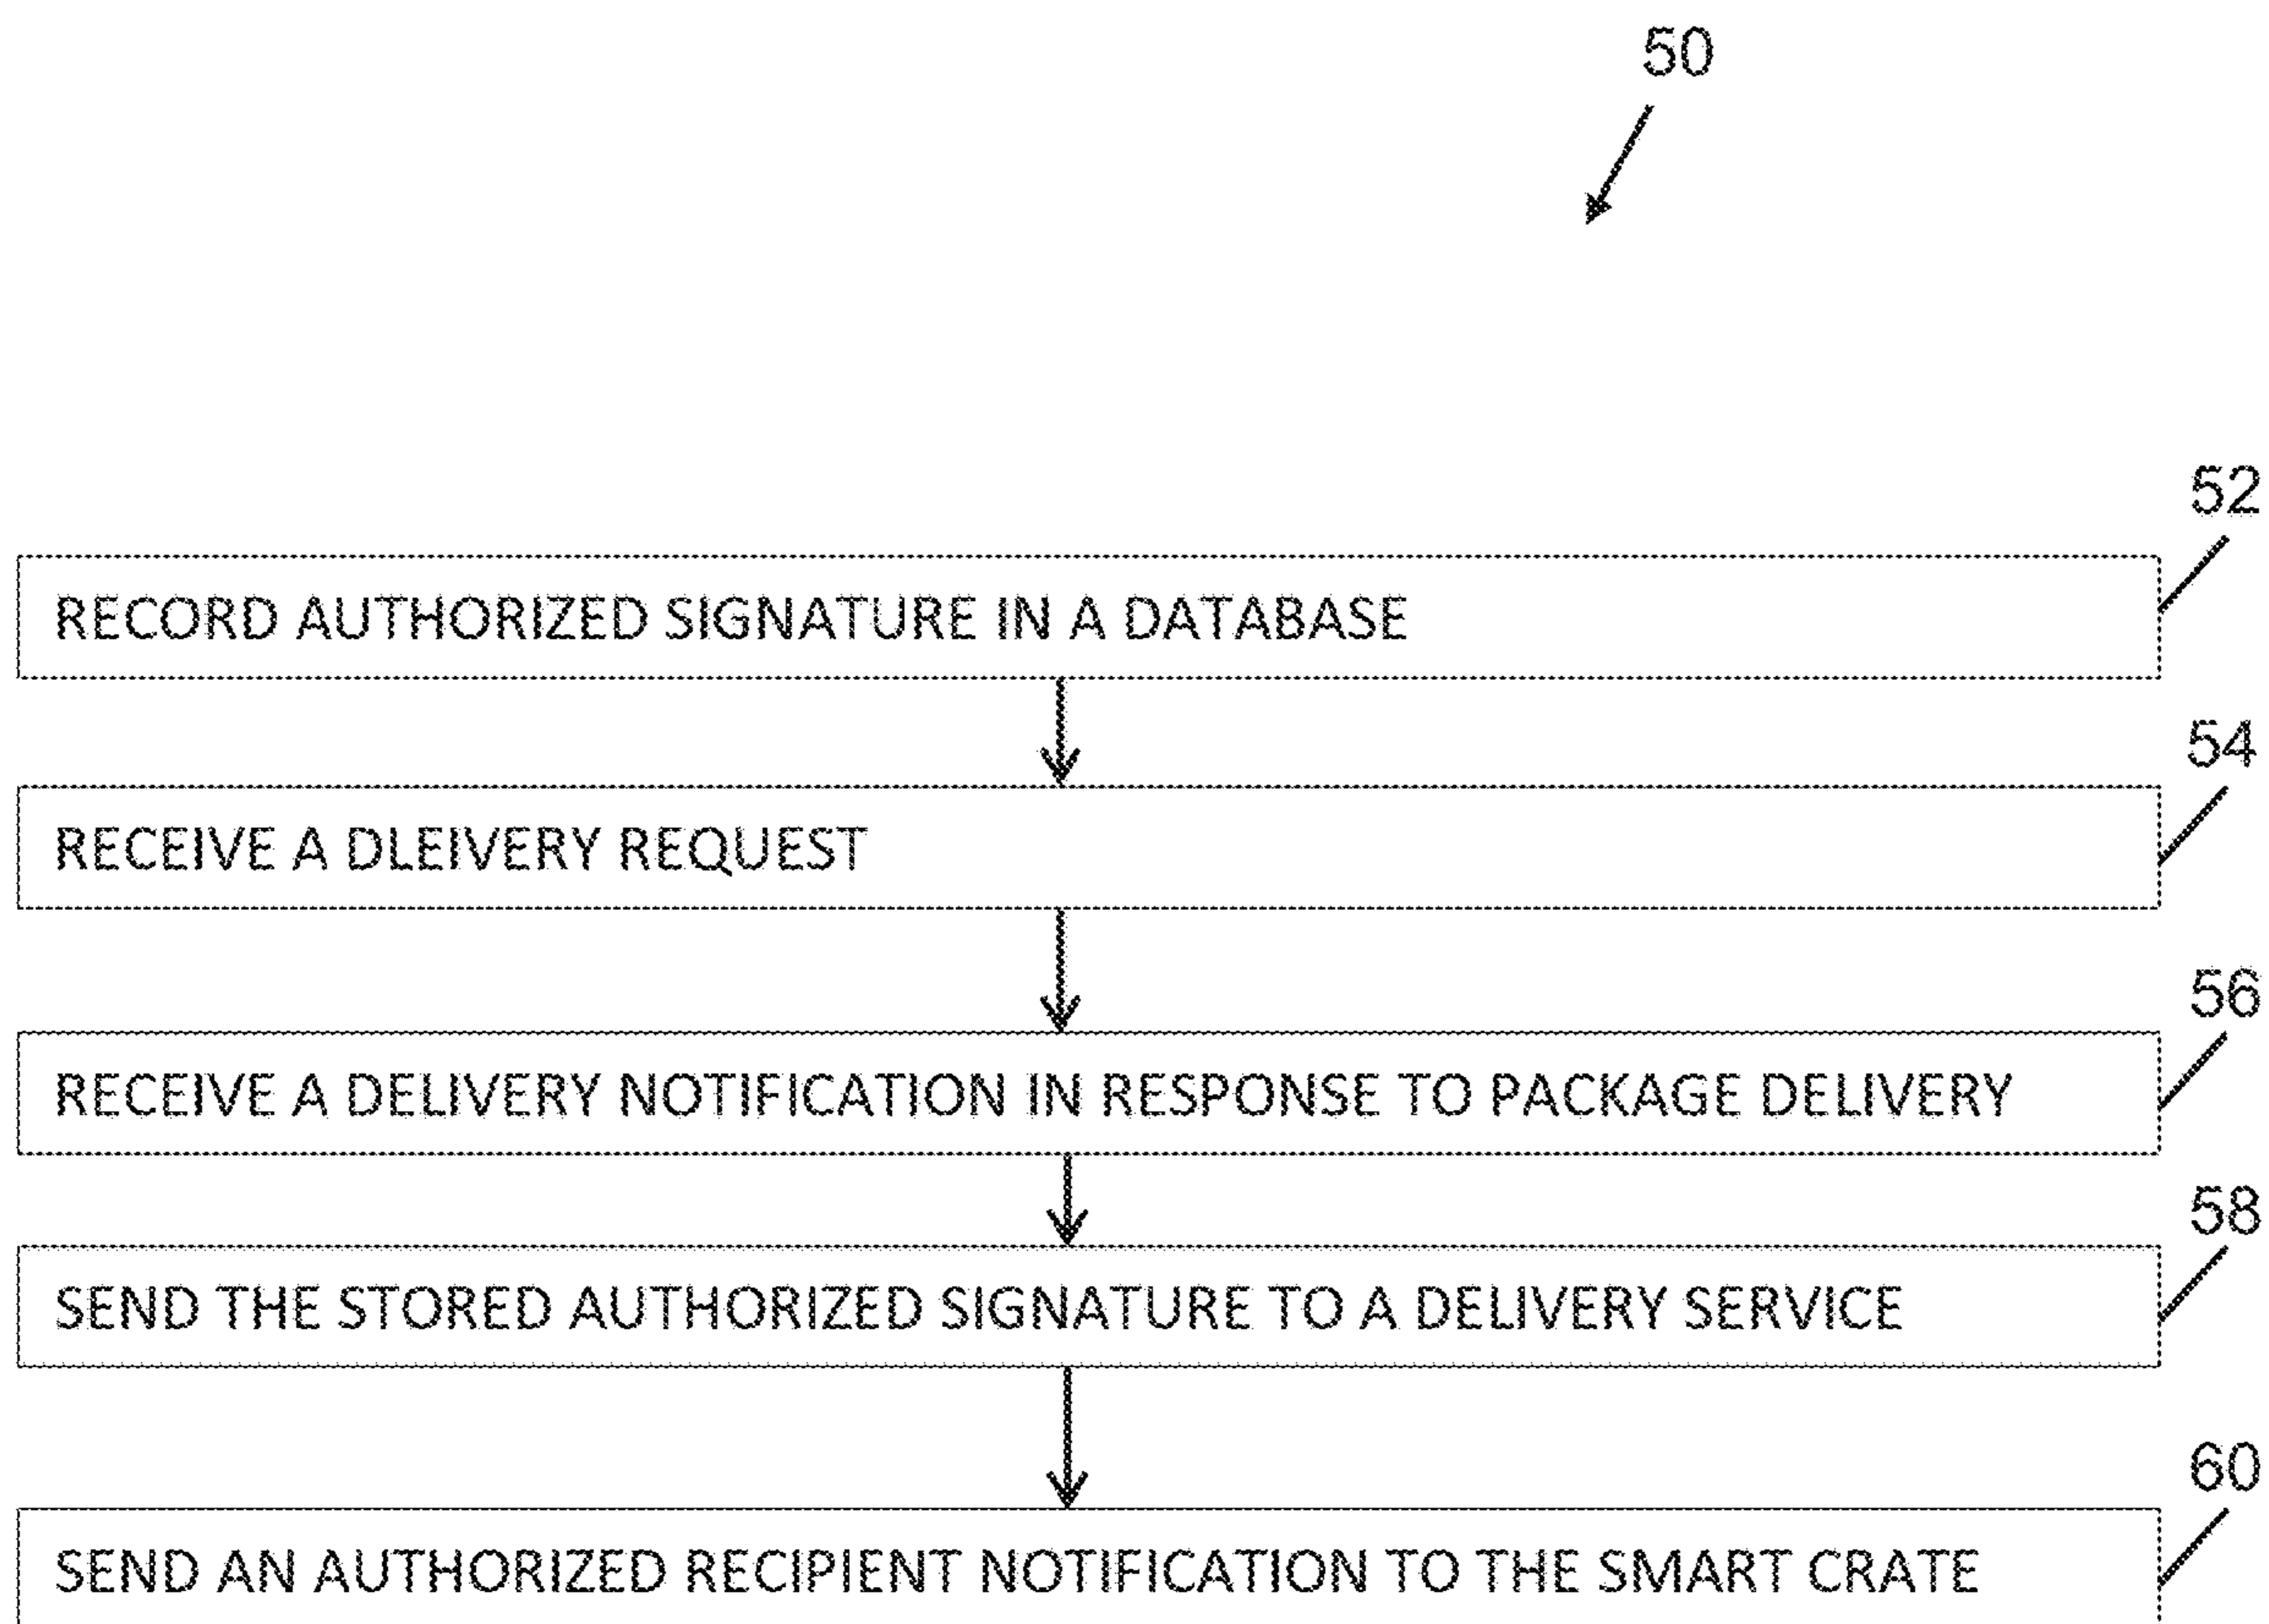 50
52
RECORD AUTHORIZED SIGNATURE IN A DATABASE
54
RECEIVE A DLEIVERY REQUEST
56
RECEIVE A DELIVERY NOTIFICATION IN RESPONSE TO PACKAGE DELIVERY
58
SEND THE STORED AUTHORIZED SIGNATURE TO A DELIVERY SERVICE
60
SEND AN AUTHORIZED RECIPIENT NOTIFICATION TO THE SMART CRATE